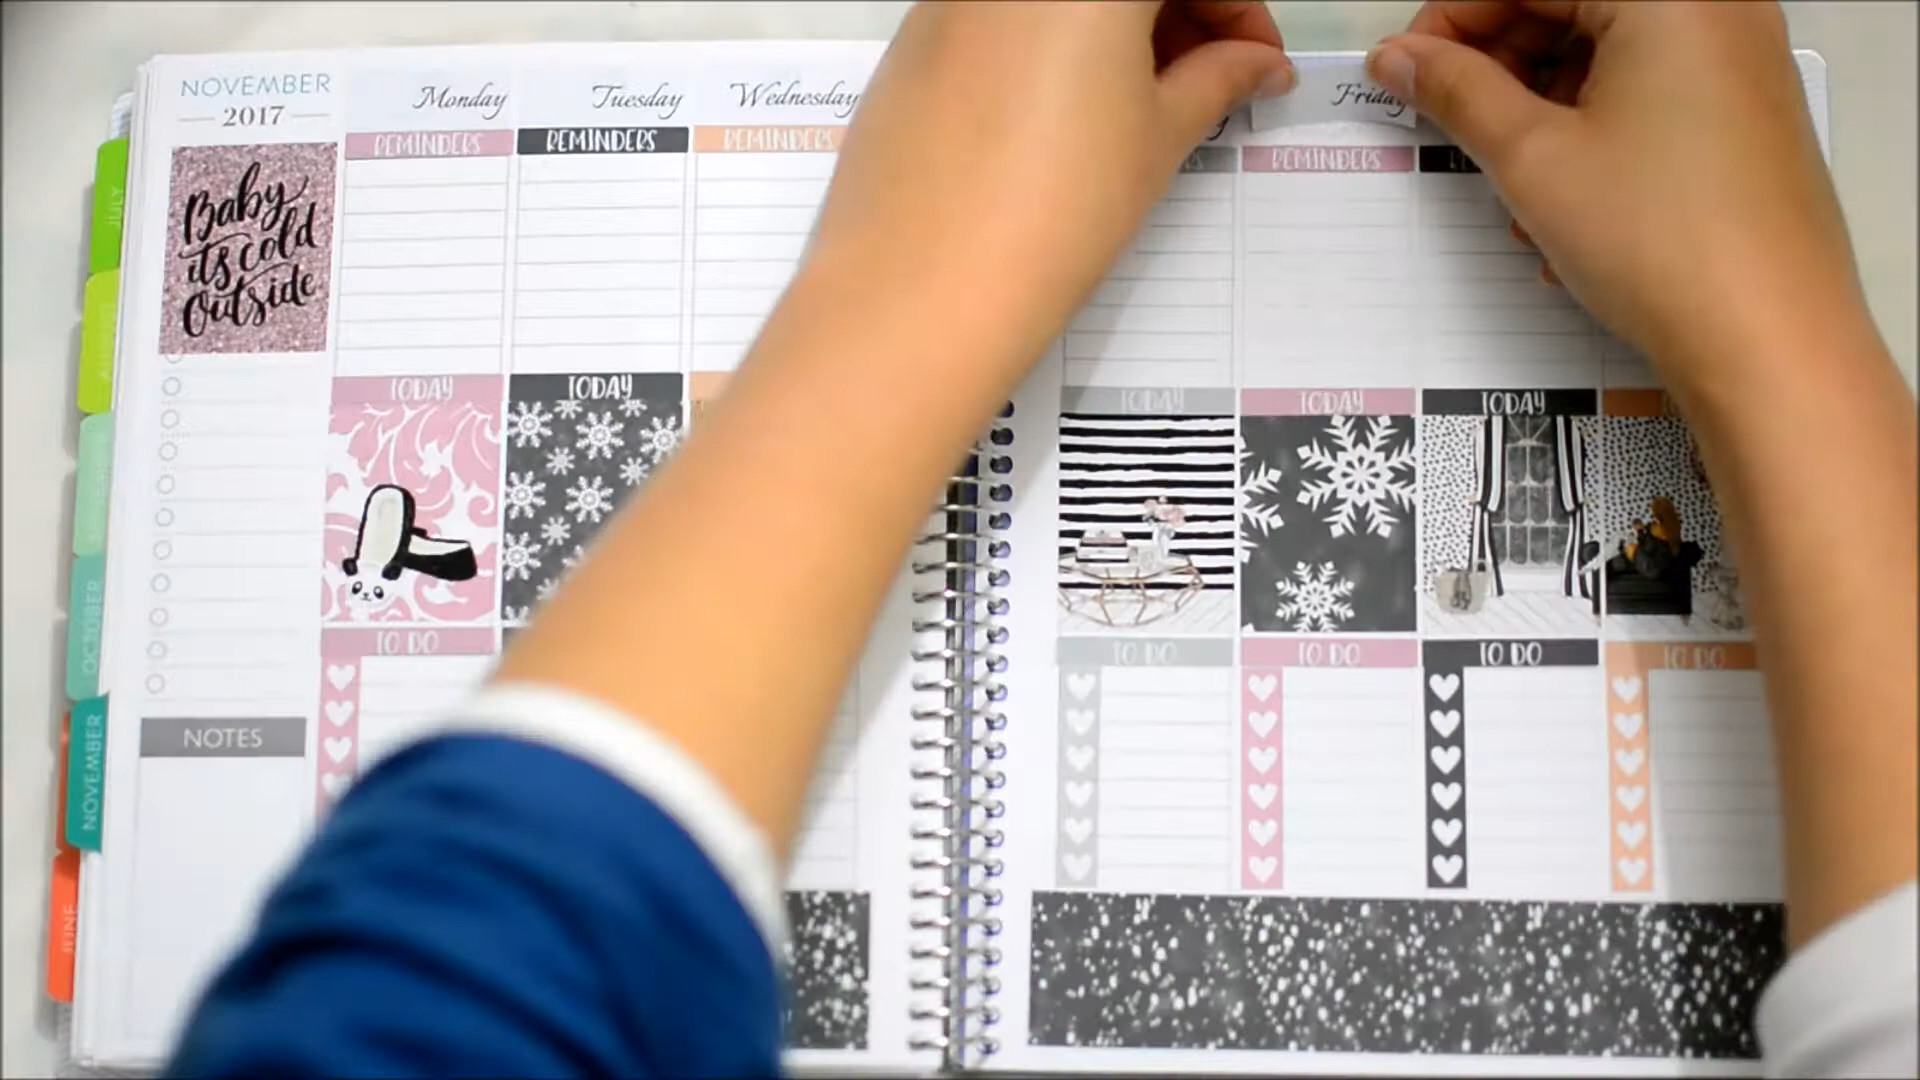 NOVEMBER
2017
Monday
Tuesday
Wednesday
Friday
REMINDERS
REMINDERS
REMINDERS
REMINDERS
Baby
its cold
Outside
TODAY
TODAY
TODAY
TODAY
TODAY
TO DO
TO DO
TO DO
TO DO
TO DO
NOTES
JULY
OCTOBER
NOVEMBER
JUNE